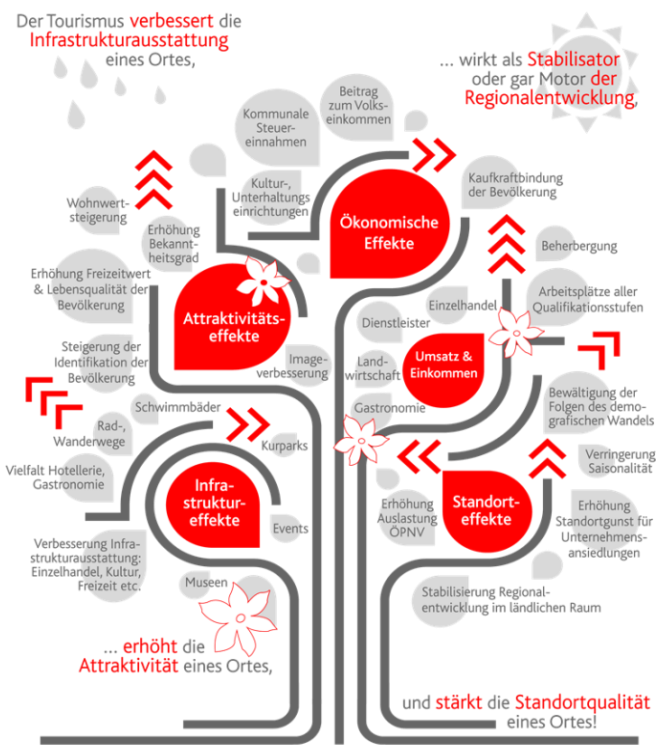 Der Tourismus verbessert die
Infrastrukturausstattung
eines Ortes,
... wirkt als Stabilisator
oder gar Motor der
Regionalentwicklung,
Beitrag
zum Volks-
einkommen
Kommunale
Steuer-
einnahmen
Kultur-,
Unterhaltungs
einrichtungen
Ökonomische
Effekte
Kaufkraftbindung
der Bevölkerung
Wohnwert-
steigerung
Erhöhung
Bekannt-
heitsgrad
Erhöhung Freizeitwert
& Lebensqualität der
Bevölkerung
Attraktivitäts-
effekte
Steigerung der
Identifikation der
Bevölkerung
Image-
verbesserung
Beherbergung
Arbeitsplätze aller
Qualifikationsstufen
Einzelhandel
Dienstleister
Umsatz &
Einkommen
Land-
wirtschaft
Gastronomie
Bewältigung der
Folgen des demo-
grafischen Wandels
Schwimmbäder
Rad-,
Wanderwege
Kurparks
Vielfalt Hotellerie,
Gastronomie
Infra-
struktur-
effekte
Events
Verbesserung Infra-
strukturausstattung:
Einzelhandel, Kultur,
Freizeit etc.
Museen
Verringerung
Saisonalität
Erhöhung
Auslastung
ÖPNV
Standort-
effekte
Erhöhung
Standortgunst für
Unternehmens-
ansiedlungen
Stabilisierung Regional-
entwicklung im ländlichen Raum
... erhöht die
Attraktivität eines Ortes,
und stärkt die Standortqualität
eines Ortes!